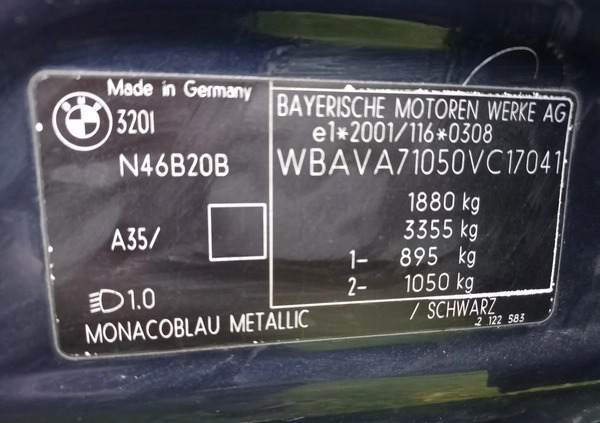 Made in Germany
BMW
320I
N46B20B
A35/
1.0
MONACOBLAU METALLIC
BAYERISCHE MOTOREN WERKE AG
e1*2001/116*0308
WBAVA71050VC17041
1880 kg
3355 kg
1- 895 kg
2- 1050 kg
/ SCHWARZ
2 122 583